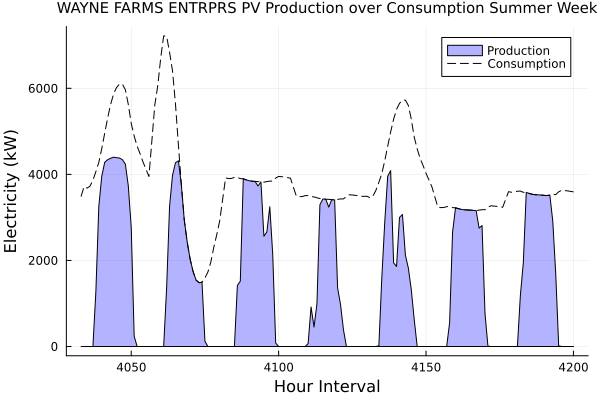 WAYNE FARMS ENTRPRS PV Production over Consumption Summer Week
Production
Consumption
Electricity (kW)
6000
4000
2000
0
4050
4100
4150
4200
Hour Interval